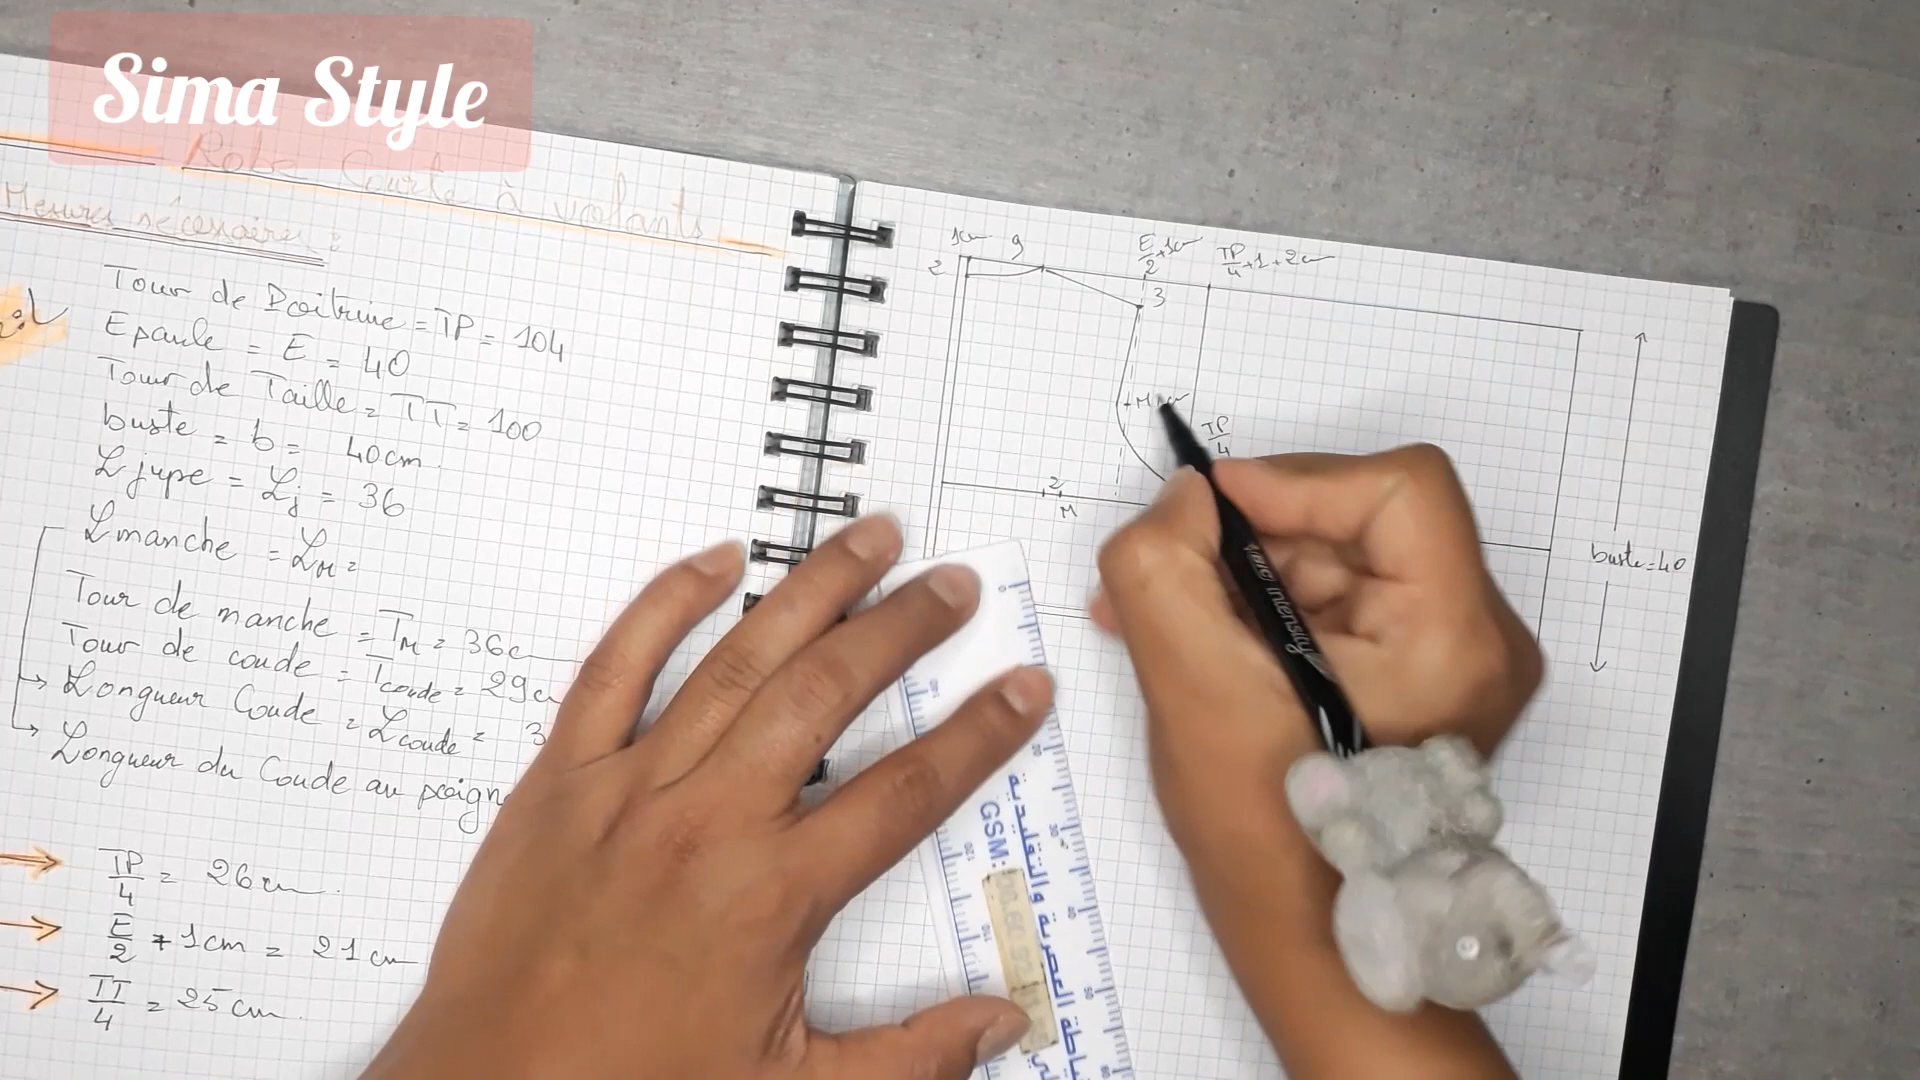 Sima Style
Robe Courte à volants
Mesures nécessaires :
Tour de Poitrine = TP = 104
Epaule = E = 40
Tour de Taille = TT = 100
buste = b = 40cm.
L jupe = Lj = 36
L manche = LM =
Tour de manche = TM = 36c
Tour de coude = Tcoude = 29c
Longueur Coude = Lcoude = 3
Longueur du Coude au poign
TP/4 = 26cm.
E/2 + 1cm = 21cm
TT/4 = 25cm.
1cm 9 E/2+1cm TP/4+1+2cm
2
3
TP/4
2
M
buste=40
Vivid intensity
GSM: